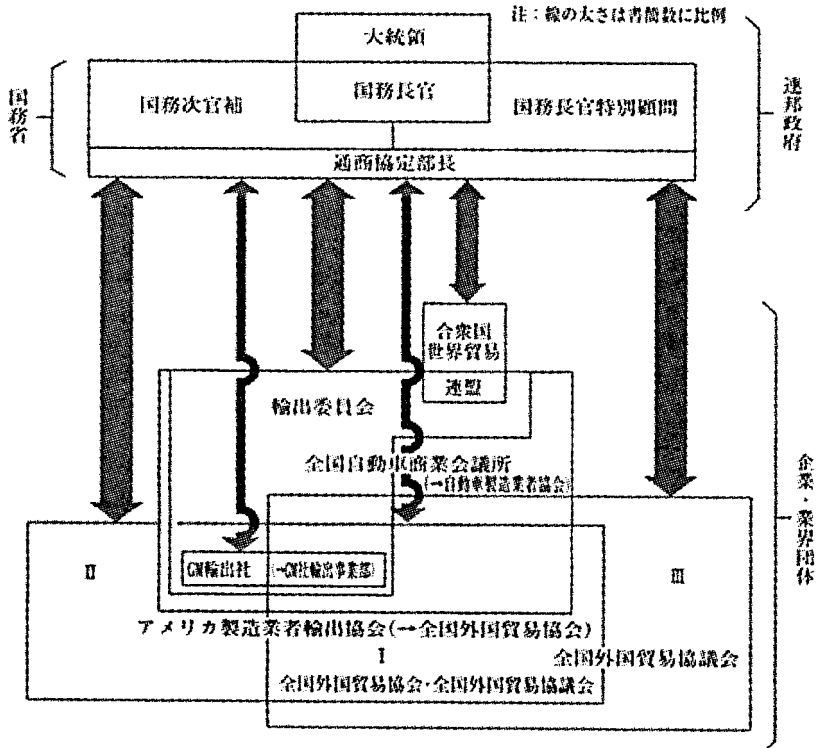 注：線の太さは書簡数に比例
大統領
国務省
国務次官補
国務長官
国務長官特別顧問
連邦政府
通商協定部長
合衆国
世界貿易
連盟
輸出委員会
全国自動車商業会議所
(→自動車製造業者協会)
企業・業界団体
II
GM輸出社 (→GM社輸出事業部)
III
アメリカ製造業者輸出協会(→全国外国貿易協会)
I
全国外国貿易協議会
全国外国貿易協会・全国外国貿易協議会